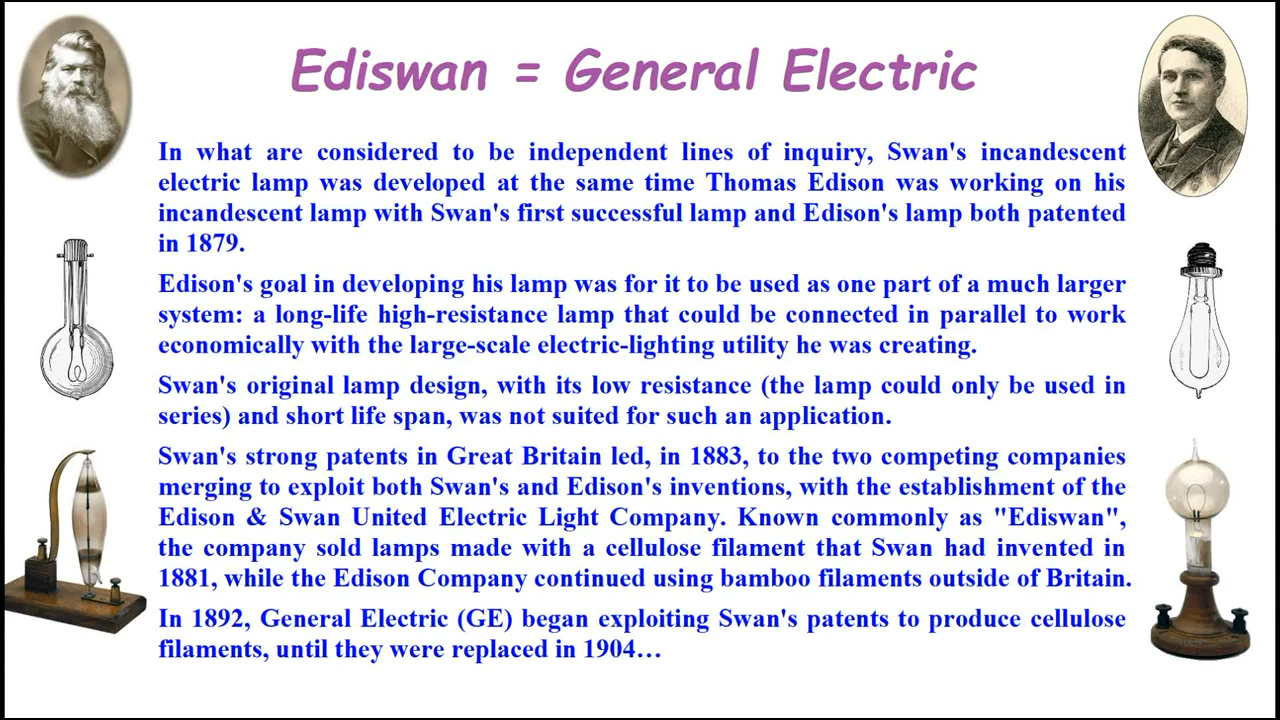 Ediswan = General Electric
In what are considered to be independent lines of inquiry, Swan's incandescent
electric lamp was developed at the same time Thomas Edison was working on his
incandescent lamp with Swan's first successful lamp and Edison's lamp both patented
in 1879.
Edison's goal in developing his lamp was for it to be used as one part of a much larger
system: a long-life high-resistance lamp that could be connected in parallel to work
economically with the large-scale electric-lighting utility he was creating.
Swan's original lamp design, with its low resistance (the lamp could only be used in
series) and short life span, was not suited for such an application.
Swan's strong patents in Great Britain led, in 1883, to the two competing companies
merging to exploit both Swan's and Edison's inventions, with the establishment of the
Edison & Swan United Electric Light Company. Known commonly as "Ediswan",
the company sold lamps made with a cellulose filament that Swan had invented in
1881, while the Edison Company continued using bamboo filaments outside of Britain.
In 1892, General Electric (GE) began exploiting Swan's patents to produce cellulose
filaments, until they were replaced in 1904…